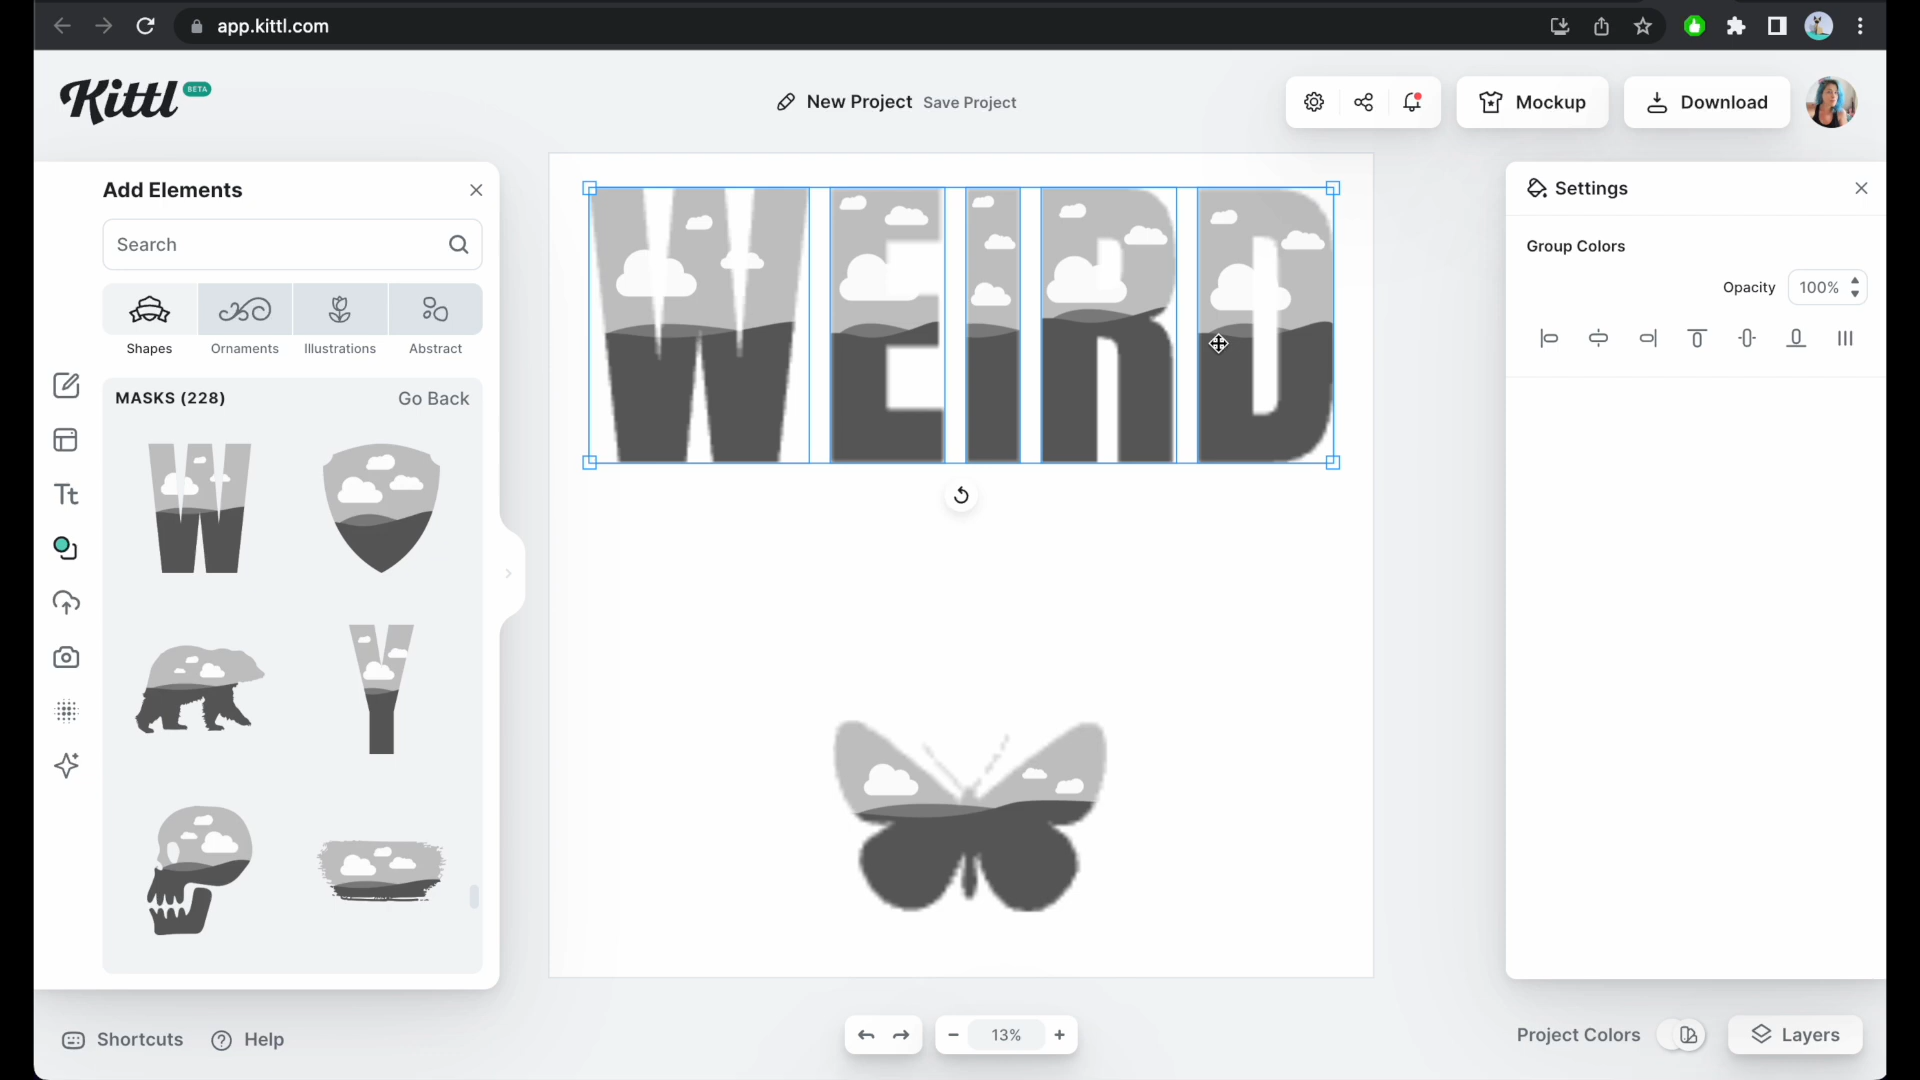 app.kittl.com
Kittl BETA
New Project Save Project
Mockup
Download
Add Elements
Search
Shapes Ornaments Illustrations Abstract
MASKS (228) Go Back
W
Y
Tt
WEIRD
Settings
Group Colors
Opacity 100%
Shortcuts Help
13%
Project Colors
Layers